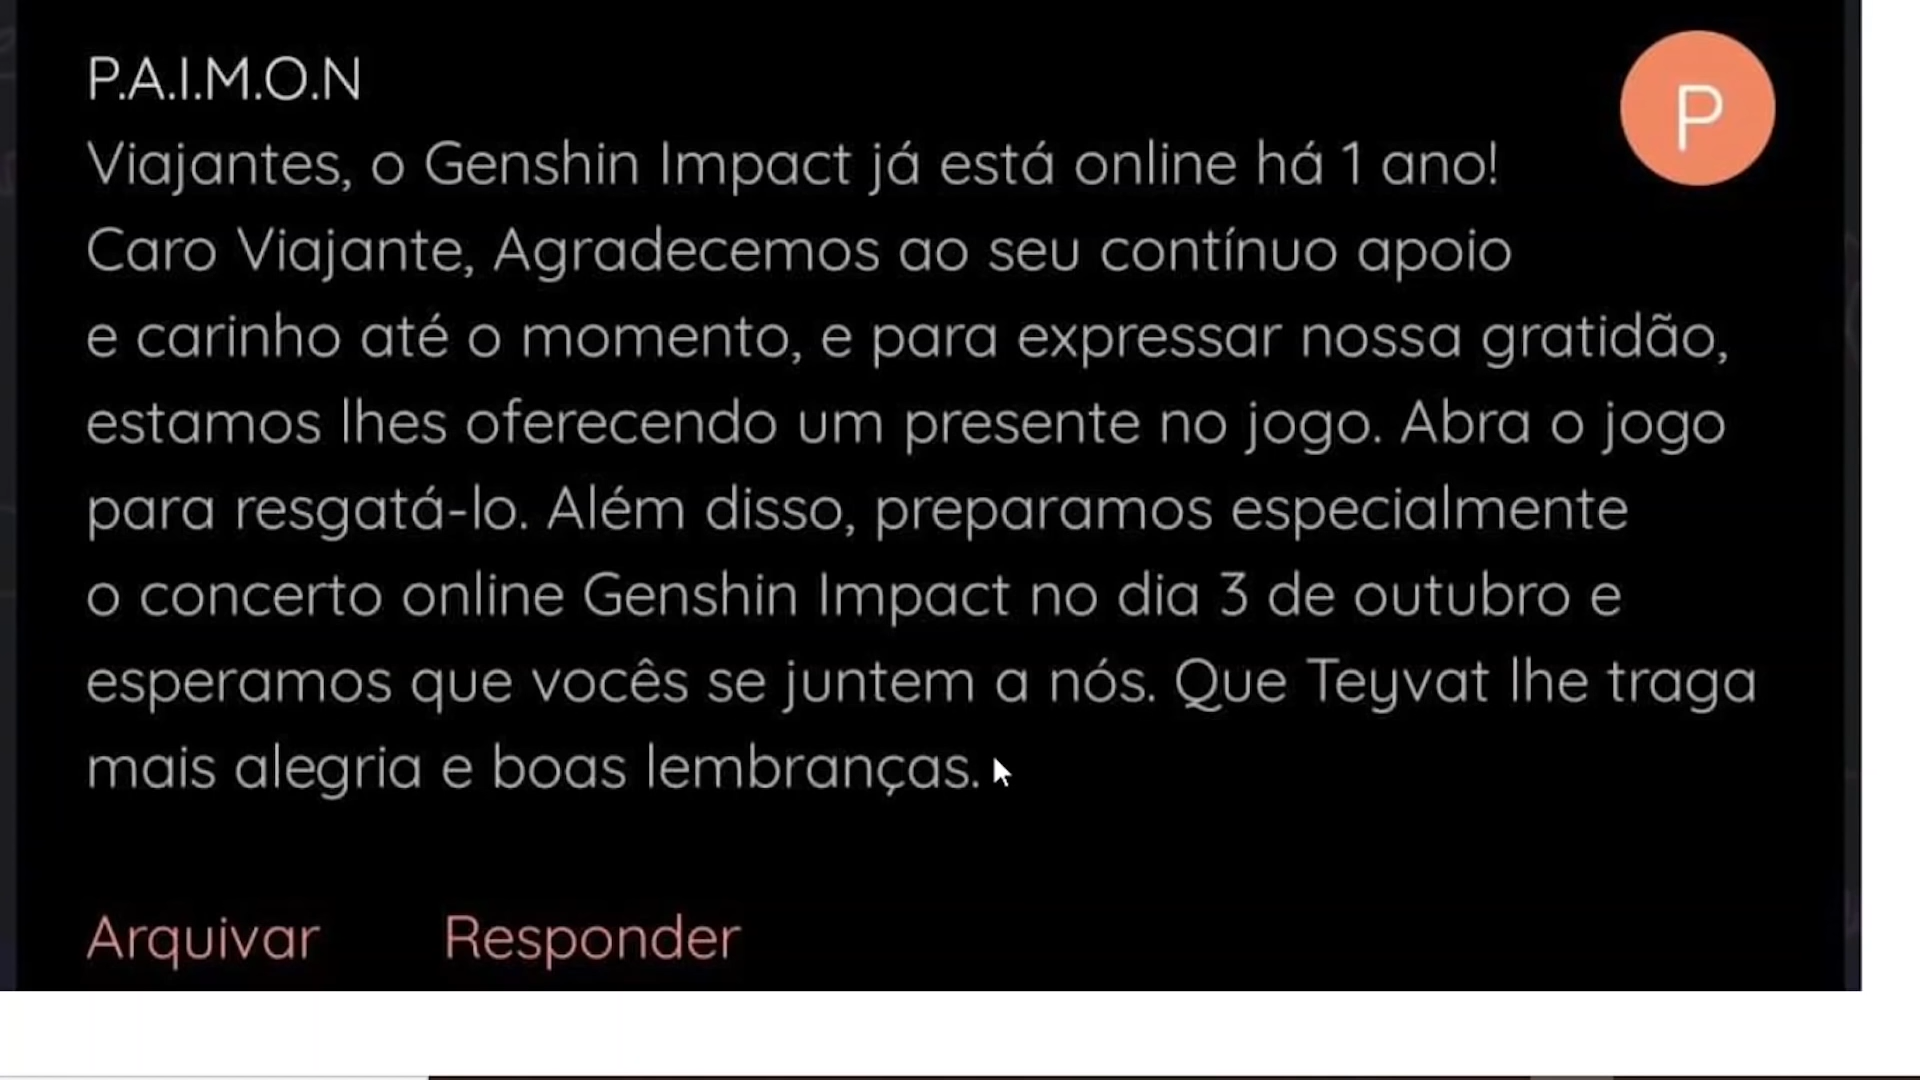 P.A.I.M.O.N
P
Viajantes, o Genshin Impact já está online há 1 ano!
Caro Viajante, Agradecemos ao seu contínuo apoio
e carinho até o momento, e para expressar nossa gratidão,
estamos lhes oferecendo um presente no jogo. Abra o jogo
para resgatá-lo. Além disso, preparamos especialmente
o concerto online Genshin Impact no dia 3 de outubro e
esperamos que vocês se juntem a nós. Que Teyvat lhe traga
mais alegria e boas lembranças.
Arquivar Responder